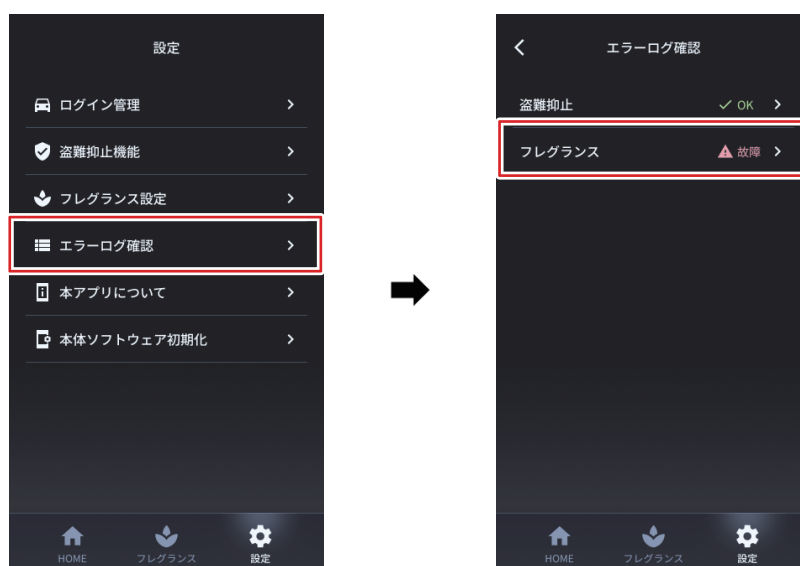 設定
ログイン管理
盗難抑止機能
フレグランス設定
エラーログ確認
本アプリについて
本体ソフトウェア初期化
HOME
フレグランス
設定
エラーログ確認
盗難抑止 OK
フレグランス 故障
HOME
フレグランス
設定